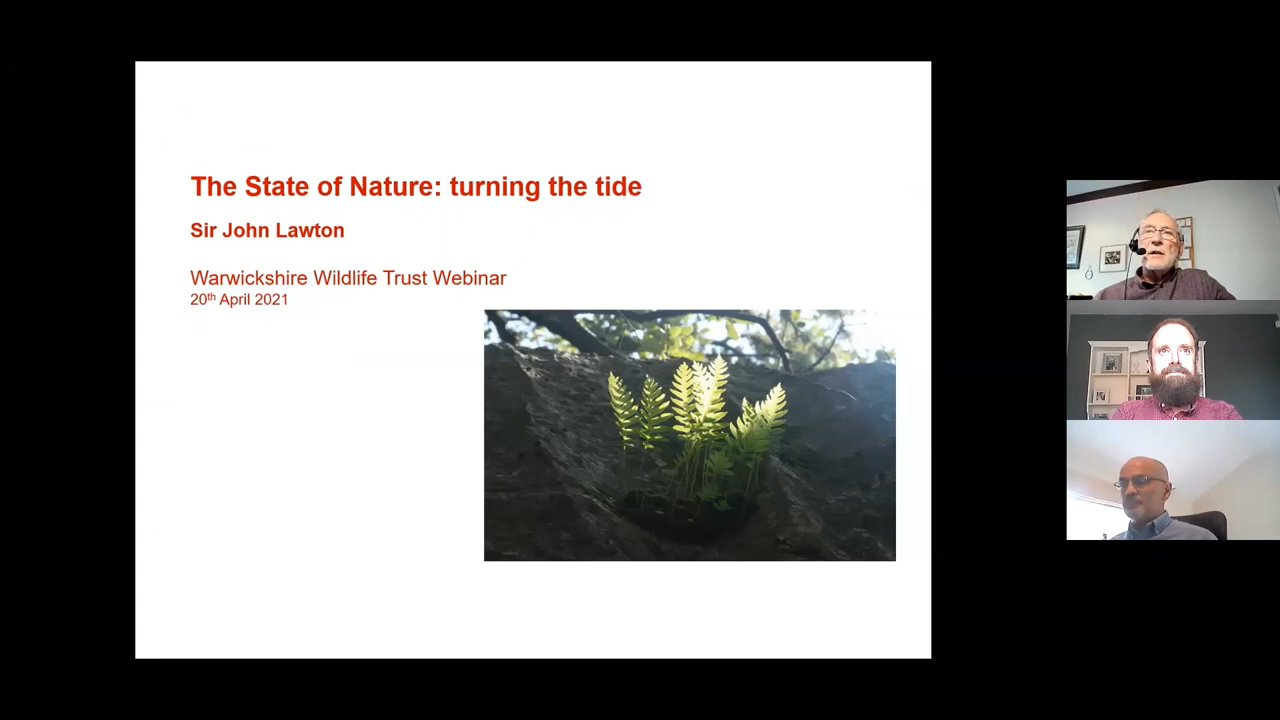 The State of Nature: turning the tide
Sir John Lawton
Warwickshire Wildlife Trust Webinar
20th April 2021